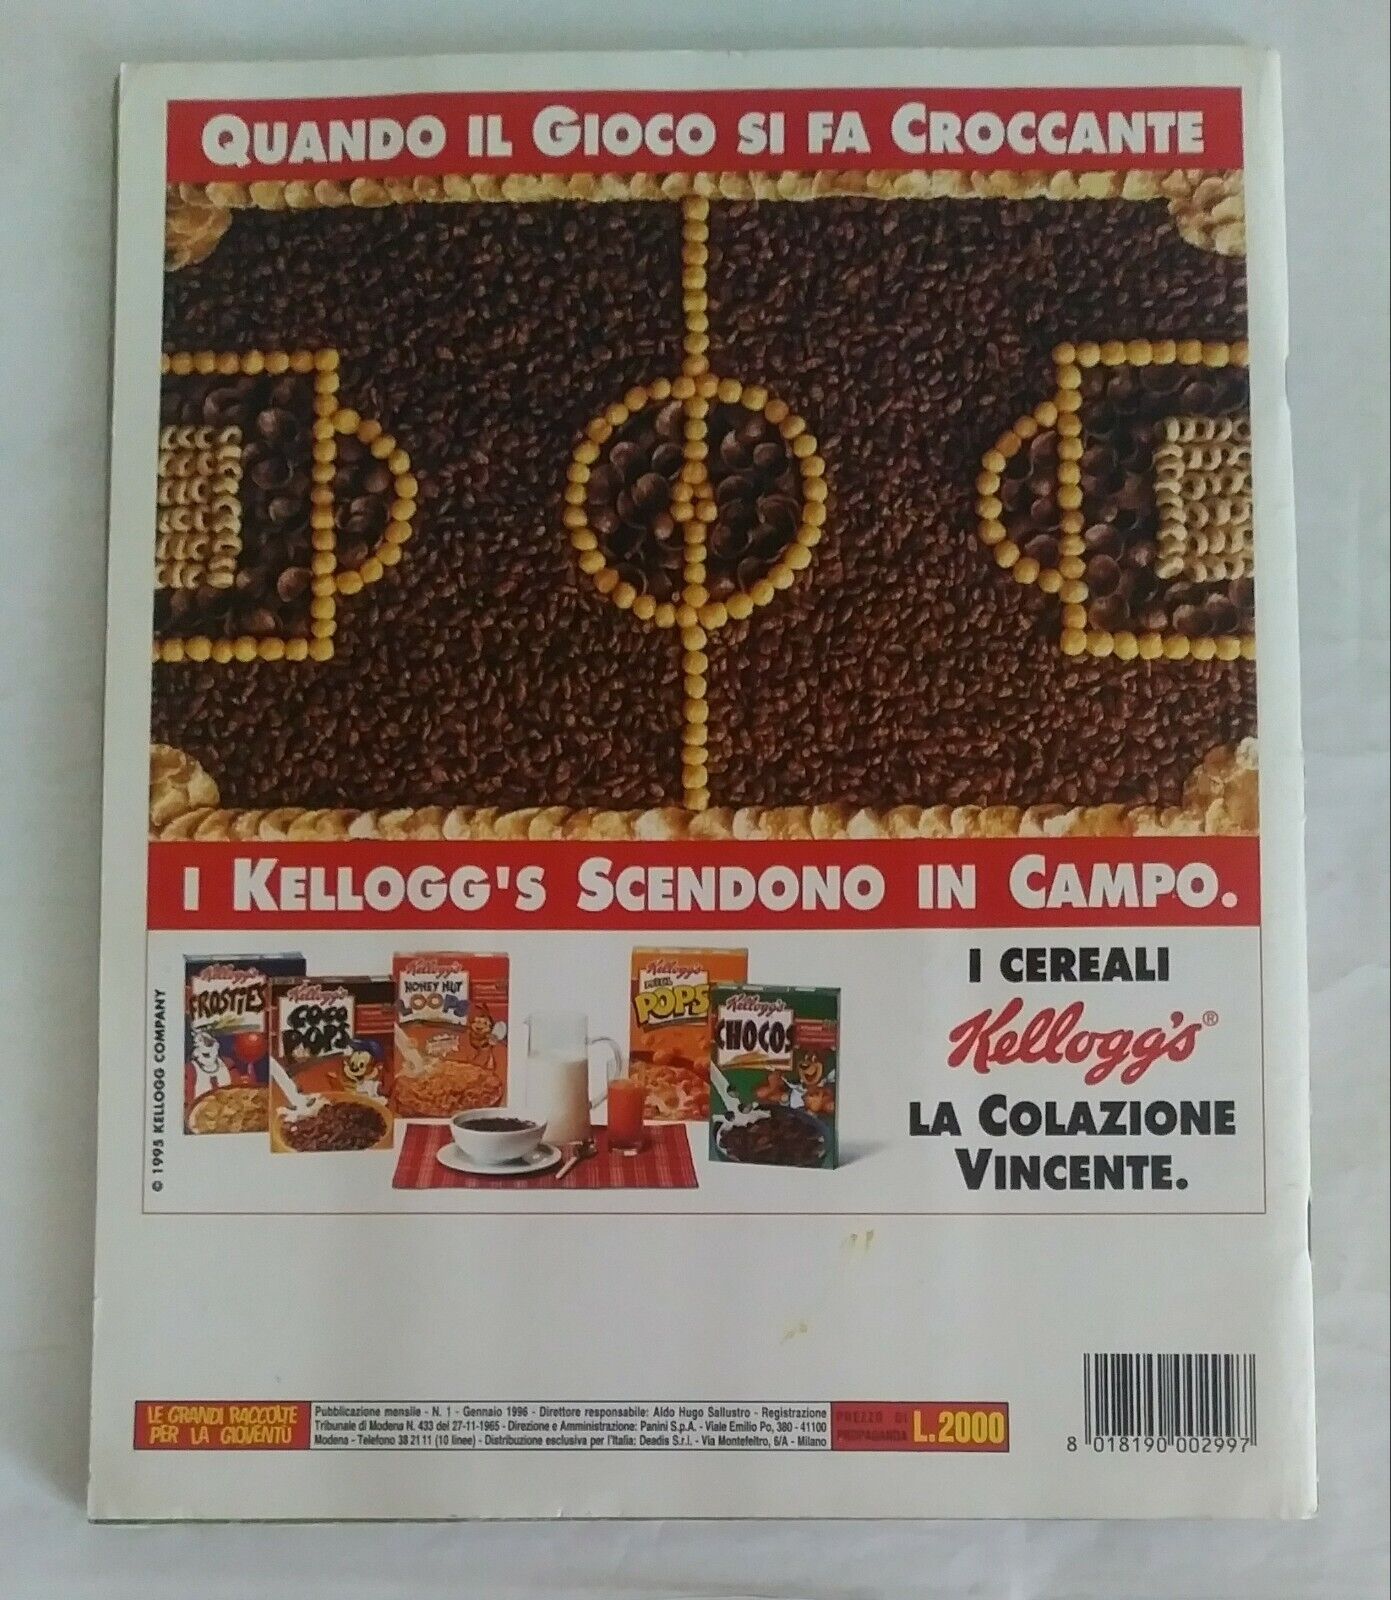 QUANDO IL GIOCO SI FA CROCCANTE
I KELLOGG'S SCENDONO IN CAMPO.
© 1995 KELLOGG COMPANY
Kellogg's
FROSTIES
Kellogg's
COCO
POPS
Kellogg's
HONEY NUT
LOOPS
Kellogg's
POPS
Kellogg's
CHOCOS
I CEREALI
Kellogg's®
LA COLAZIONE
VINCENTE.
LE GRANDI RACCOLTE
PER LA GIOVENTÙ
Pubblicazione mensile - N. 1 - Gennaio 1996 - Direttore responsabile: Aldo Hugo Sallustro - Registrazione
Tribunale di Modena N. 433 del 27-11-1965 - Direzione e Amministrazione: Panini S.p.A. - Viale Emilio Po, 380 - 41100
Modena - Telefono 38 21 11 (10 linee) - Distribuzione esclusiva per l'Italia: Deadis S.r.l. - Via Montefeltro, 6/A - Milano
PREZZO DI
PROPAGANDA
L.2000
8 018190 002997